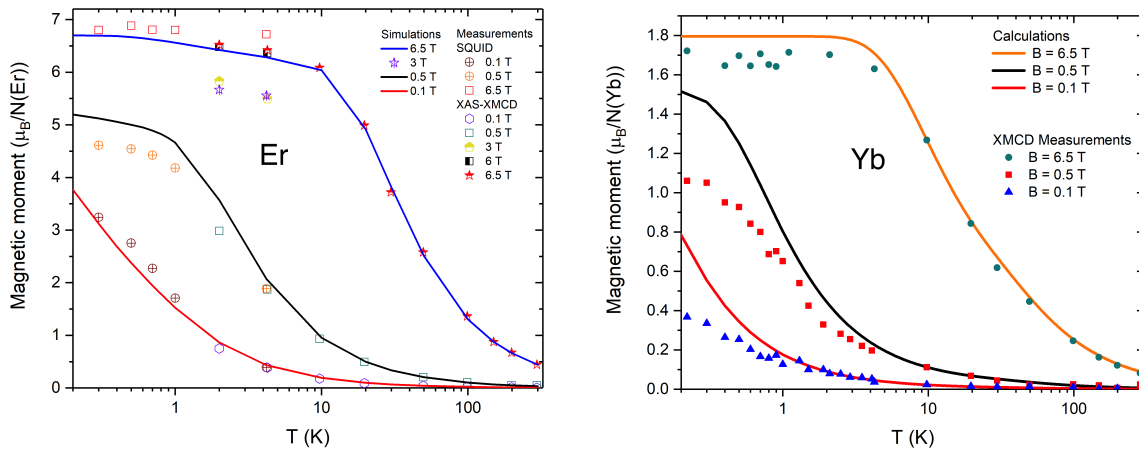 Magnetic moment (μB/N(Er))
7
6
5
4
3
2
1
0
1
10
100
T (K)
Er
Simulations
6.5 T
3 T
0.5 T
0.1 T
Measurements
SQUID
0.1 T
0.5 T
6.5 T
XAS-XMCD
0.1 T
0.5 T
3 T
6 T
6.5 T
Magnetic moment (μB/N(Yb))
1.8
1.6
1.4
1.2
1.0
0.8
0.6
0.4
0.2
0.0
1
10
100
T (K)
Yb
Calculations
B = 6.5 T
B = 0.5 T
B = 0.1 T
XMCD Measurements
B = 6.5 T
B = 0.5 T
B = 0.1 T